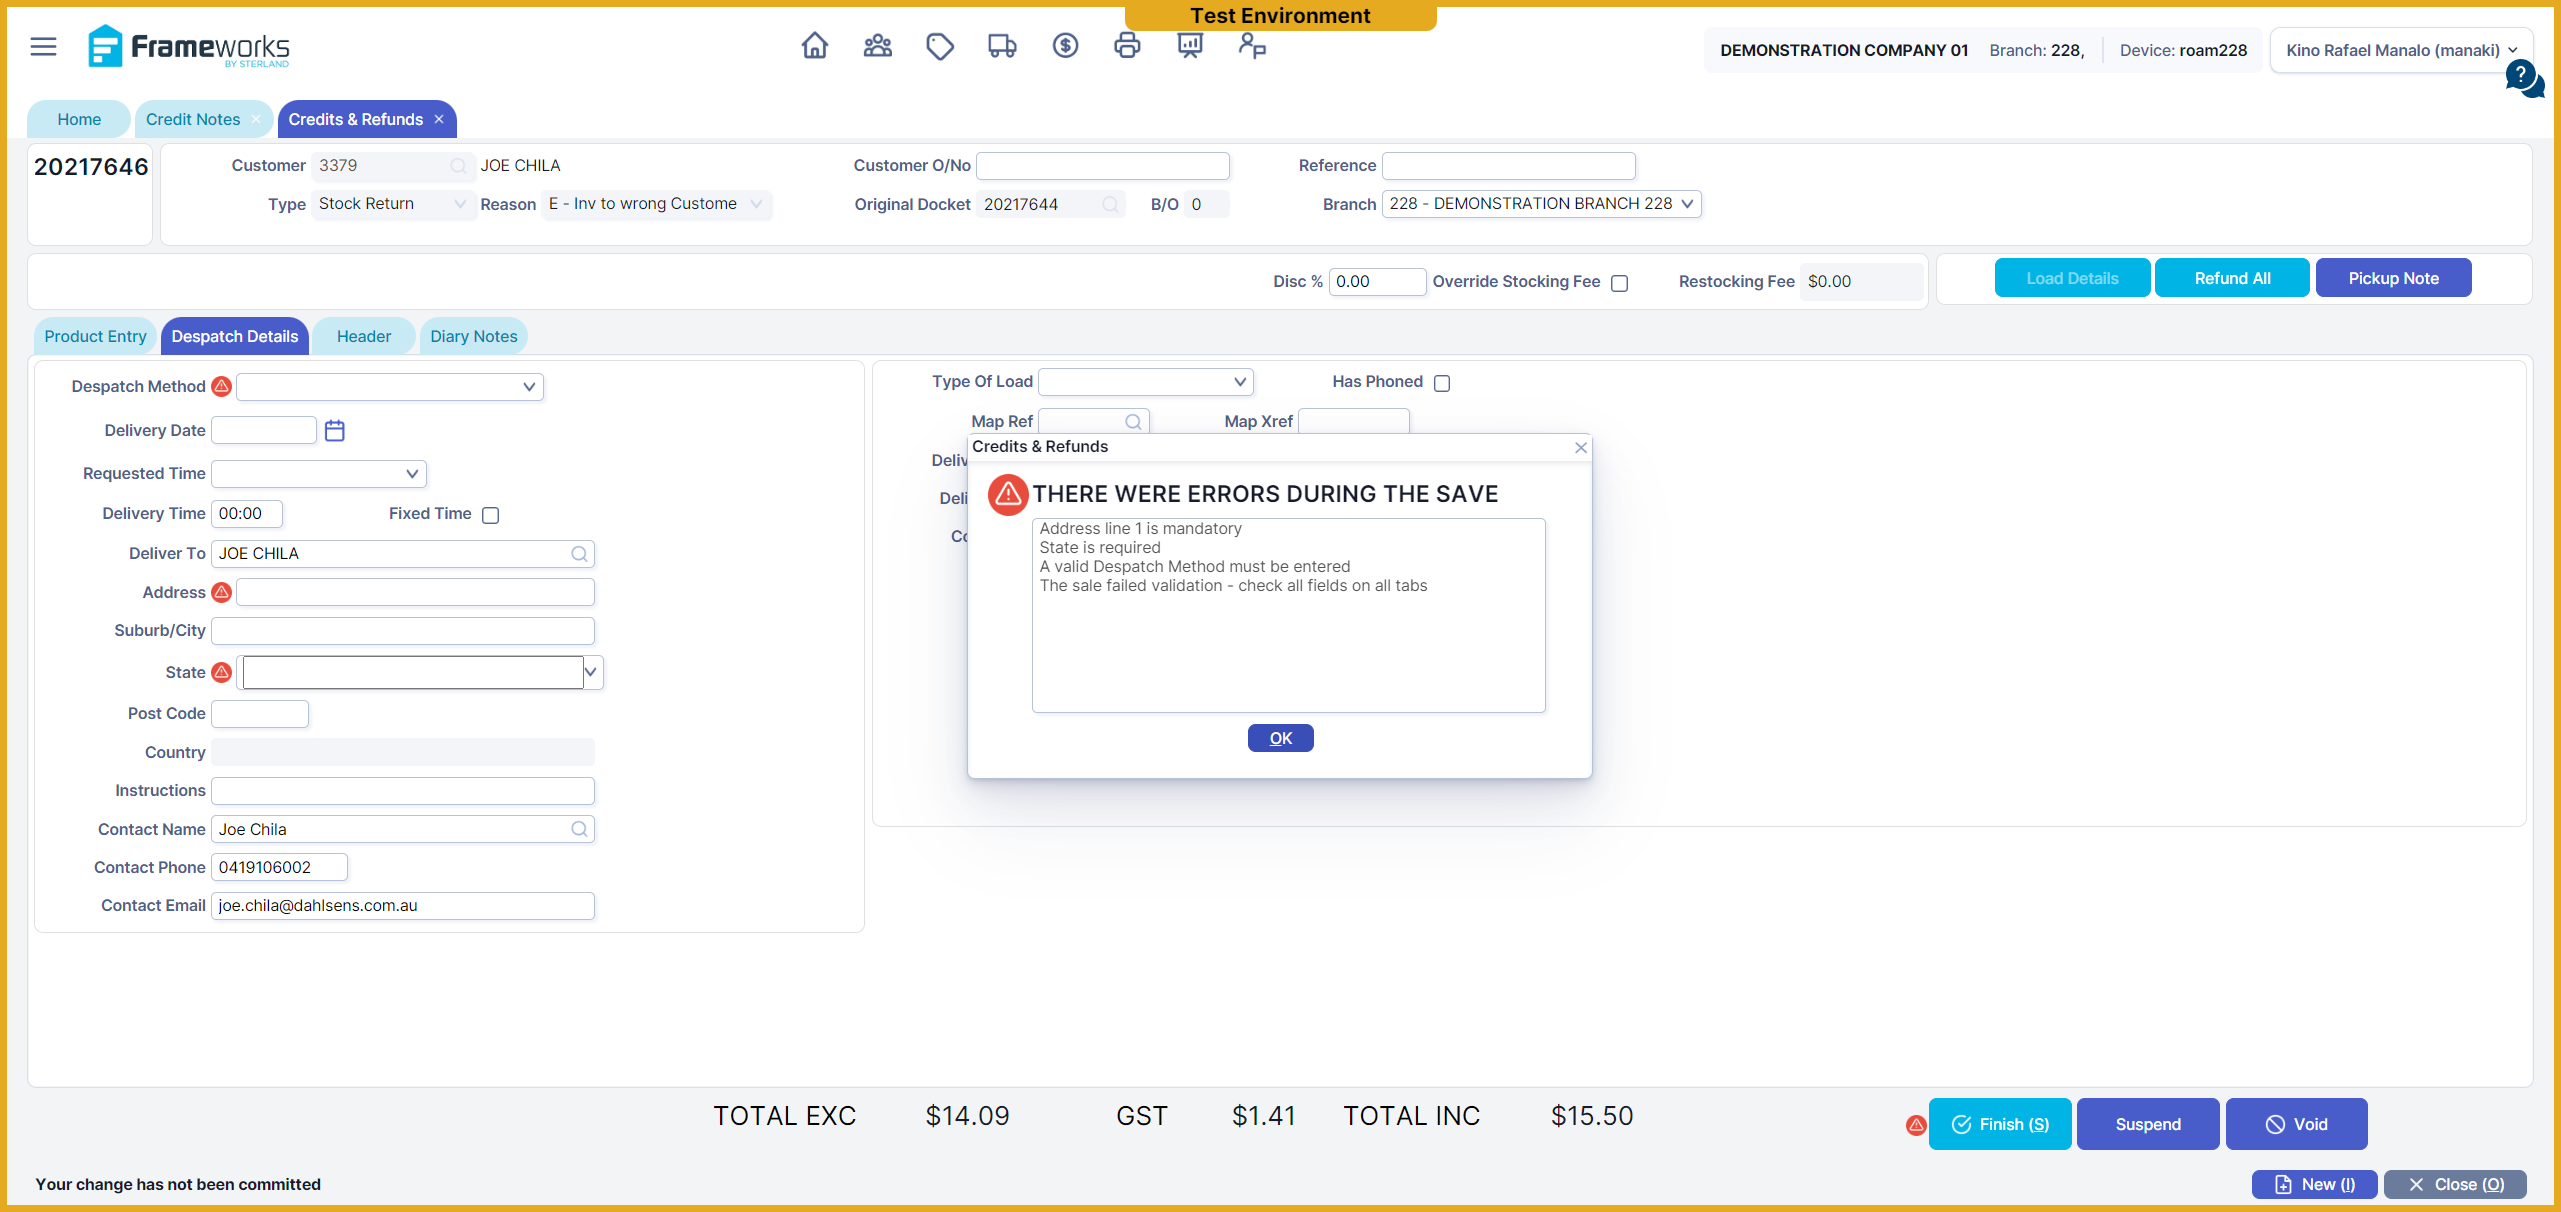 Test Environment
Frameworks
BY STERLAND
DEMONSTRATION COMPANY 01 Branch: 228, Device: roam228 Kino Rafael Manalo (manaki)
?
Home Credit Notes Credits & Refunds
20217646
Customer 3379 JOE CHILA Customer O/No Reference
Type Stock Return Reason E - Inv to wrong Custome Original Docket 20217644 B/O 0 Branch 228 - DEMONSTRATION BRANCH 228
Disc % 0.00 Override Stocking Fee Restocking Fee $0.00 Load Details Refund All Pickup Note
Product Entry Despatch Details Header Diary Notes
Despatch Method
Type Of Load Has Phoned
Map Ref Map Xref
Delivery Date
Requested Time
Delivery Time 00:00 Fixed Time
Deliver To JOE CHILA
Address
Suburb/City
State
Post Code
Country
Instructions
Contact Name Joe Chila
Contact Phone 0419106002
Contact Email joe.chila@dahlsens.com.au
Credits & Refunds
THERE WERE ERRORS DURING THE SAVE
Address line 1 is mandatory
State is required
A valid Despatch Method must be entered
The sale failed validation - check all fields on all tabs
OK
TOTAL EXC $14.09 GST $1.41 TOTAL INC $15.50
Finish (S) Suspend Void
Your change has not been committed
New (I) Close (O)